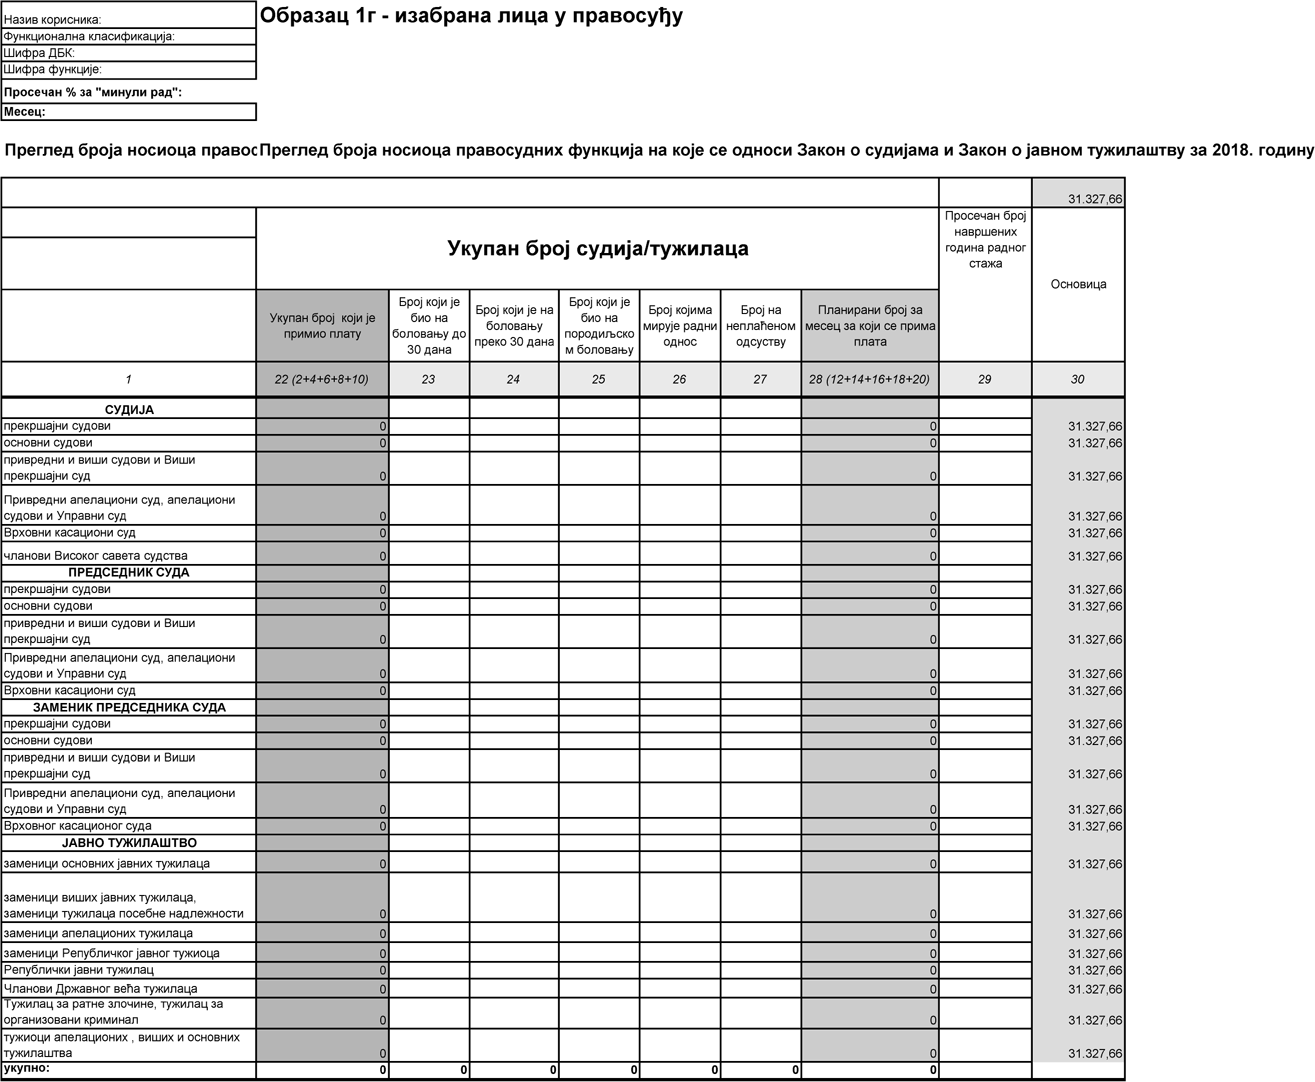 Назив корисника:
Образац 1г - изабрана лица у правосуђу
Функционална класификација:
Шифра ДБК:
Шифра функције:
Просечан % за "минули рад":
Месец:
Преглед броја носиоца правос Преглед броја носиоца правосудних функција на које се односи Закон о судијама и Закон о јавном тужилаштву за 2018. годину
31.327,66
Укупан број судија/тужилаца
Просечан број
навршених
година радног
стажа
Основица
Укупан број који је
примио плату
Број који је
био на
боловању до
30 дана
Број који је на
боловању
преко 30 дана
Број који је
био на
породиљско
м боловању
Број којима
мирује радни
однос
Број на
неплаћеном
одсуству
Планирани број за
месец за који се прима
плата
1 22 (2+4+6+8+10) 23 24 25 26 27 28 (12+14+16+18+20) 29 30
СУДИЈА
прекршајни судови 0 0 31.327,66
основни судови 0 0 31.327,66
привредни и виши судови и Виши
прекршајни суд 0 0 31.327,66
Привредни апелациони суд, апелациони
судови и Управни суд 0 0 31.327,66
Врховни касациони суд 0 0 31.327,66
чланови Високог савета судства 0 0 31.327,66
ПРЕДСЕДНИК СУДА
прекршајни судови 0 0 31.327,66
основни судови 0 0 31.327,66
привредни и виши судови и Виши
прекршајни суд 0 0 31.327,66
Привредни апелациони суд, апелациони
судови и Управни суд 0 0 31.327,66
Врховни касациони суд 0 0 31.327,66
ЗАМЕНИК ПРЕДСЕДНИКА СУДА
прекршајни судови 0 0 31.327,66
основни судови 0 0 31.327,66
привредни и виши судови и Виши
прекршајни суд 0 0 31.327,66
Привредни апелациони суд, апелациони
судови и Управни суд 0 0 31.327,66
Врховног касационог суда 0 0 31.327,66
ЈАВНО ТУЖИЛАШТВО
заменици основних јавних тужилаца 0 0 31.327,66
заменици виших јавних тужилаца,
заменици тужилаца посебне надлежности 0 0 31.327,66
заменици апелационих тужилаца 0 0 31.327,66
заменици Републичког јавног тужиоца 0 0 31.327,66
Републички јавни тужилац 0 0 31.327,66
Чланови Државног већа тужилаца 0 0 31.327,66
Тужилац за ратне злочине, тужилац за
организовани криминал 0 0 31.327,66
тужиоци апелационих , виших и основних
тужилаштва 0 0 31.327,66
укупно: 0 0 0 0 0 0 0